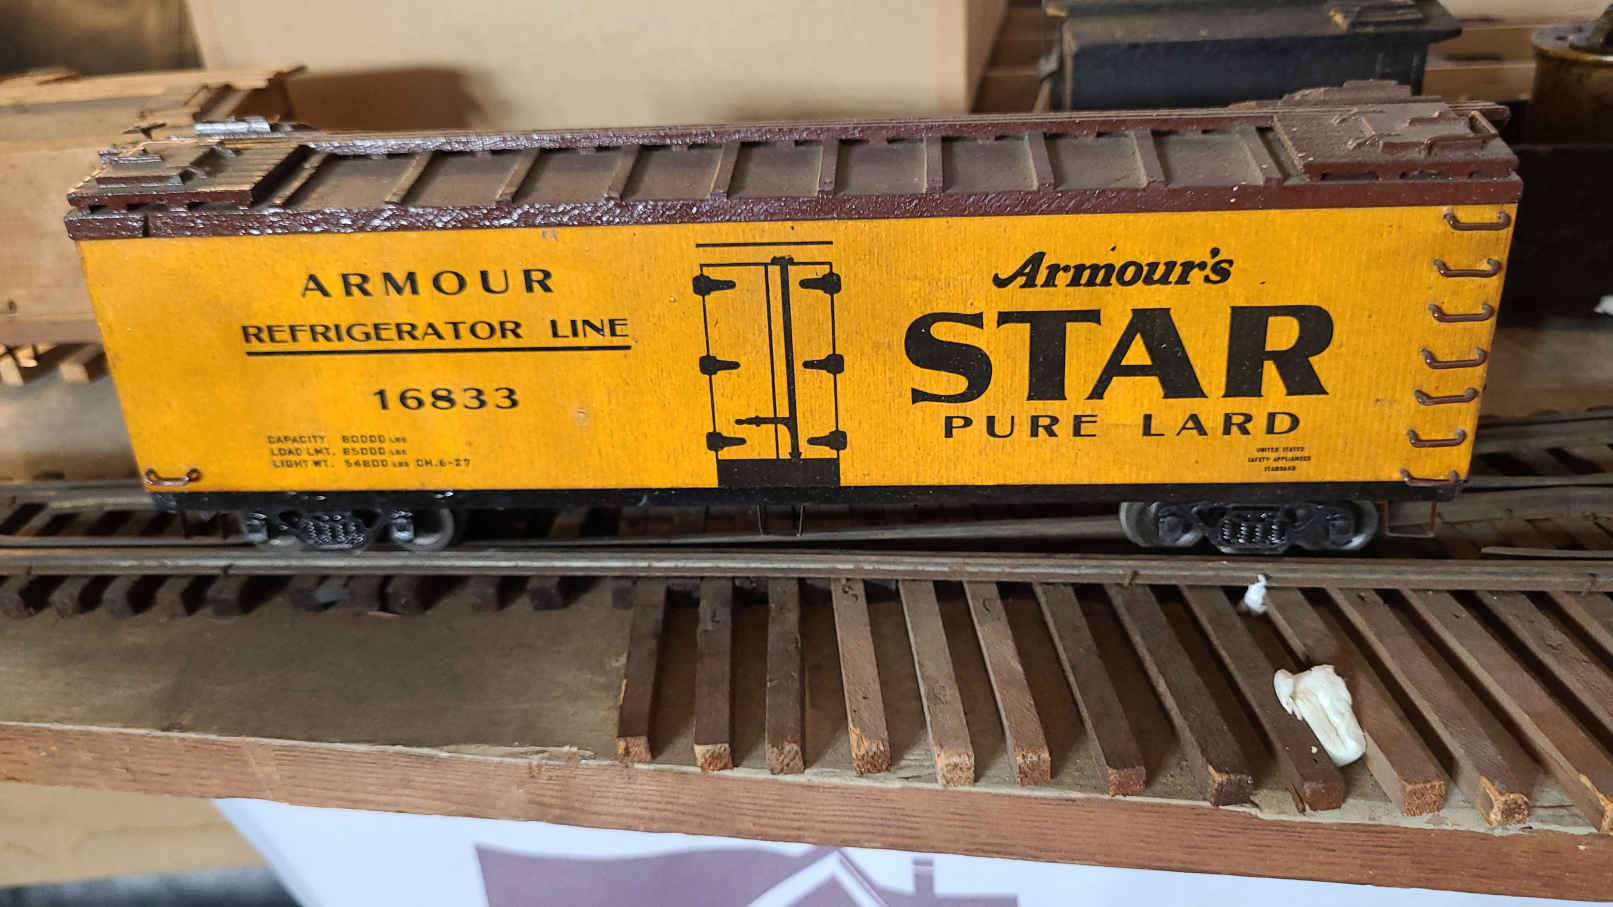 ARMOUR
REFRIGERATOR LINE
16833
CAPACITY 80000 LBS
LOAD LMT. 85000 LBS
LIGHT WT. 54800 LBS CH.6-27
Armour's
STAR
PURE LARD
UNITED STATES
SAFETY APPLIANCES
STANDARD